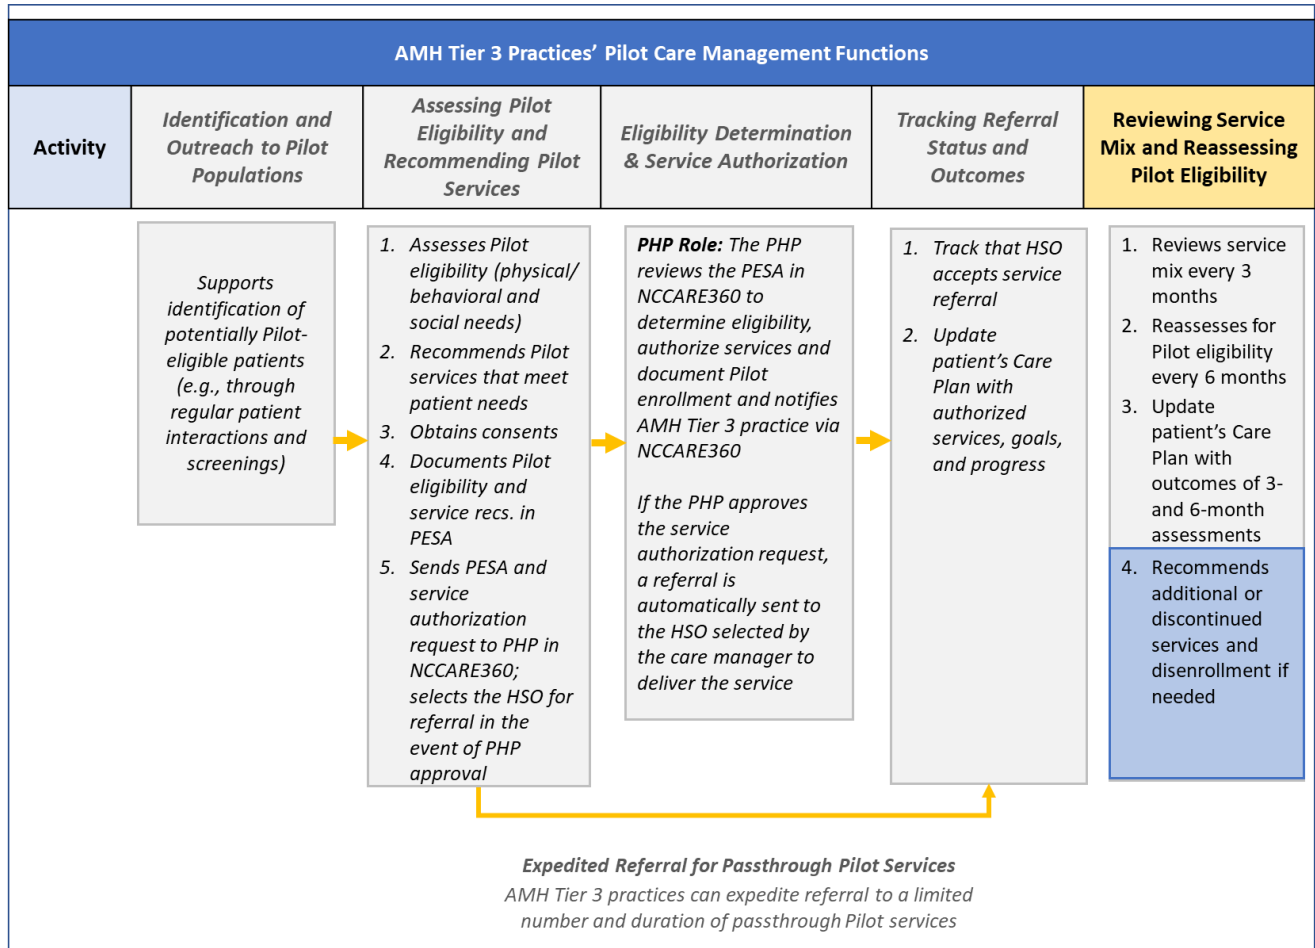 AMH Tier 3 Practices’ Pilot Care Management Functions
Activity
Identification and
Outreach to Pilot
Populations
Assessing Pilot
Eligibility and
Recommending Pilot
Services
Eligibility Determination
& Service Authorization
Tracking Referral
Status and
Outcomes
Reviewing Service
Mix and Reassessing
Pilot Eligibility
Supports
identification of
potentially Pilot-
eligible patients
(e.g., through
regular patient
interactions and
screenings)
1. Assesses Pilot
eligibility (physical/
behavioral and
social needs)
2. Recommends Pilot
services that meet
patient needs
3. Obtains consents
4. Documents Pilot
eligibility and
service recs. in
PESA
5. Sends PESA and
service
authorization
request to PHP in
NCCARE360;
selects the HSO for
referral in the
event of PHP
approval
PHP Role: The PHP
reviews the PESA in
NCCARE360 to
determine eligibility,
authorize services and
document Pilot
enrollment and notifies
AMH Tier 3 practice via
NCCARE360
If the PHP approves
the service
authorization request,
a referral is
automatically sent to
the HSO selected by
the care manager to
deliver the service
1. Track that HSO
accepts service
referral
2. Update
patient’s Care
Plan with
authorized
services, goals,
and progress
1. Reviews service
mix every 3
months
2. Reassesses for
Pilot eligibility
every 6 months
3. Update
patient’s Care
Plan with
outcomes of 3-
and 6-month
assessments
4. Recommends
additional or
discontinued
services and
disenrollment if
needed
Expedited Referral for Passthrough Pilot Services
AMH Tier 3 practices can expedite referral to a limited
number and duration of passthrough Pilot services